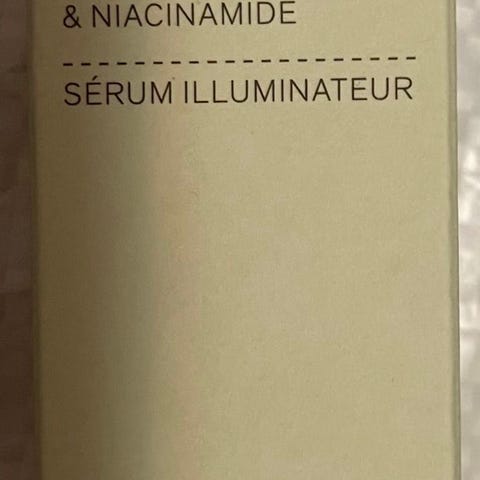 & NIACINAMIDE
SÉRUM ILLUMINATEUR